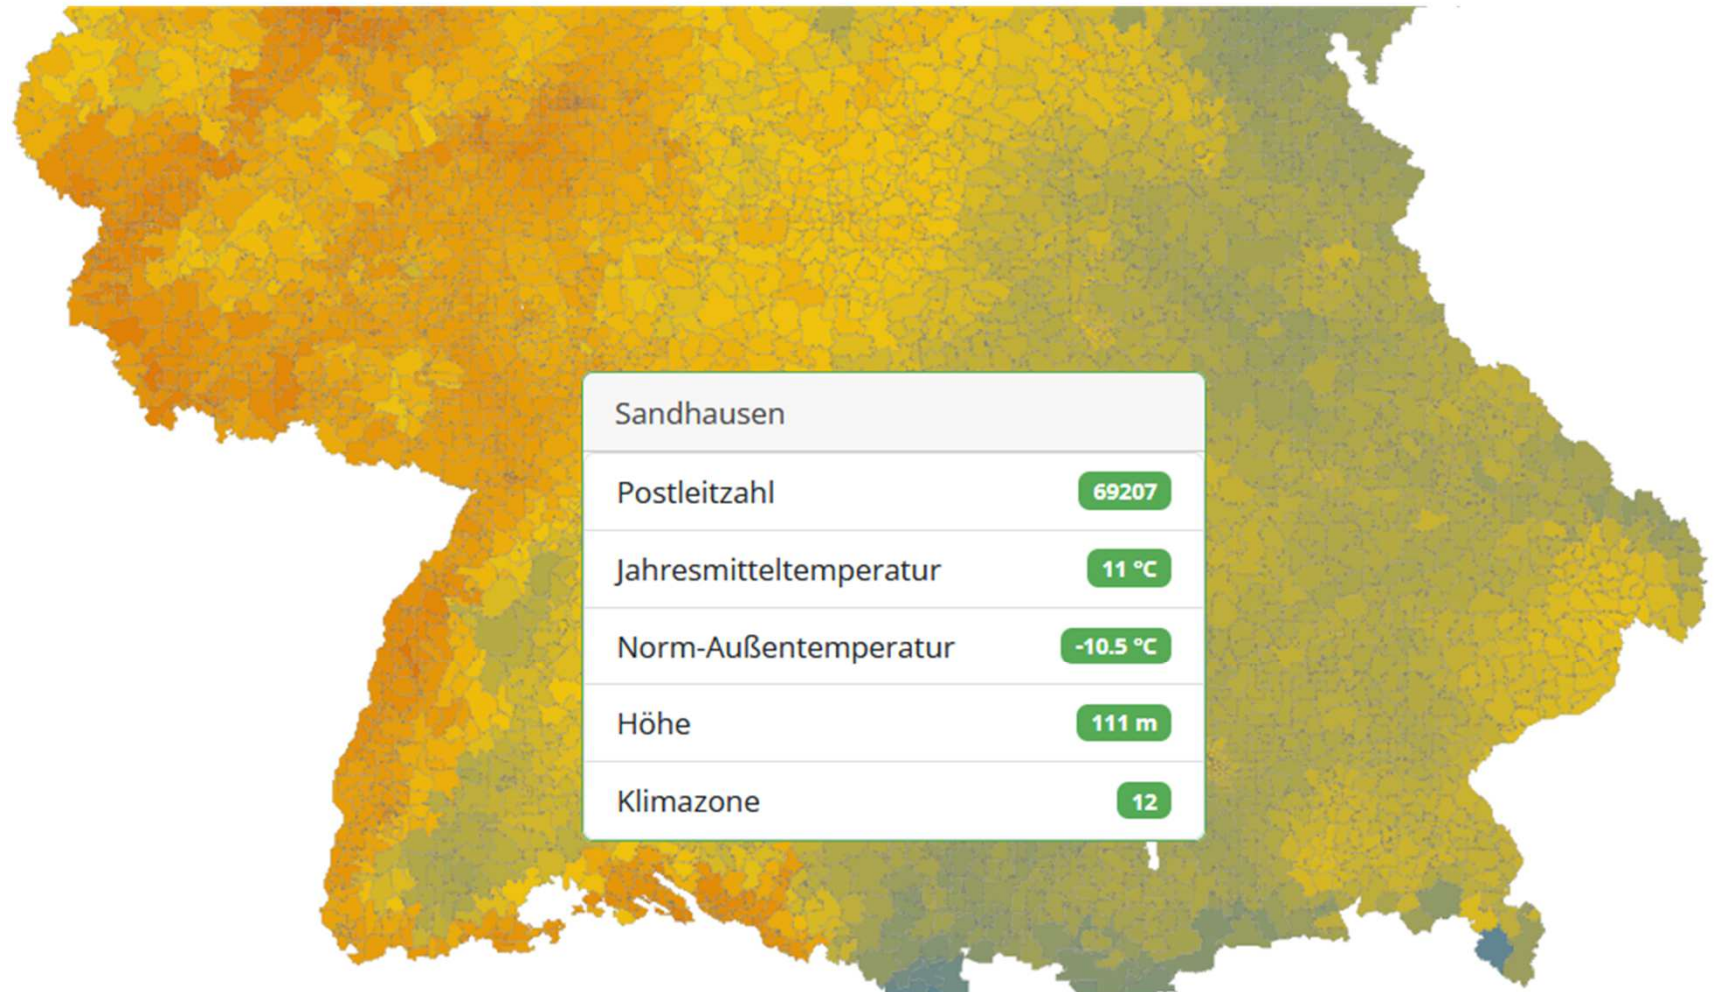 Sandhausen
Postleitzahl 69207
Jahresmitteltemperatur 11 °C
Norm-Außentemperatur -10.5 °C
Höhe 111 m
Klimazone 12